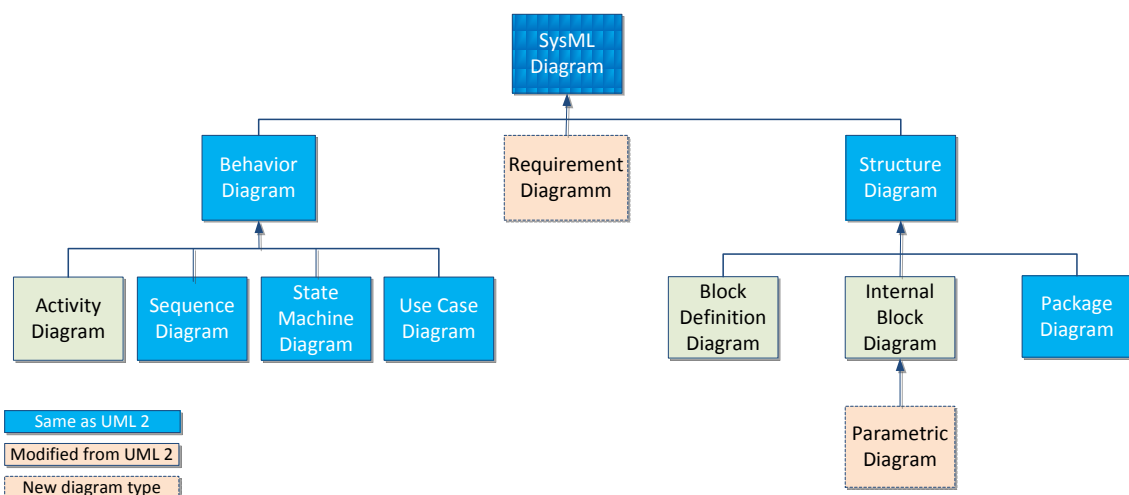 SysML
Diagram
Behavior
Diagram
Requirement
Diagramm
Structure
Diagram
Activity
Diagram
Sequence
Diagram
State
Machine
Diagram
Use Case
Diagram
Block
Definition
Diagram
Internal
Block
Diagram
Package
Diagram
Parametric
Diagram
Same as UML 2
Modified from UML 2
New diagram type